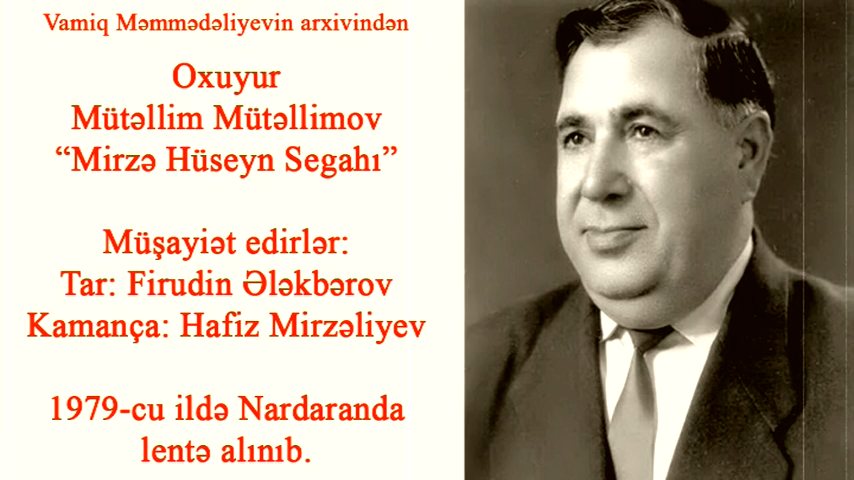 Vamiq Məmmədəliyevin arxivindən
Oxuyur
Mütəllim Mütəllimov
“Mirzə Hüseyn Segahı”
Müşayiət edirlər:
Tar: Firudin Ələkbərov
Kamança: Hafiz Mirzəliyev
1979-cu ildə Nardaranda
lentə alınıb.